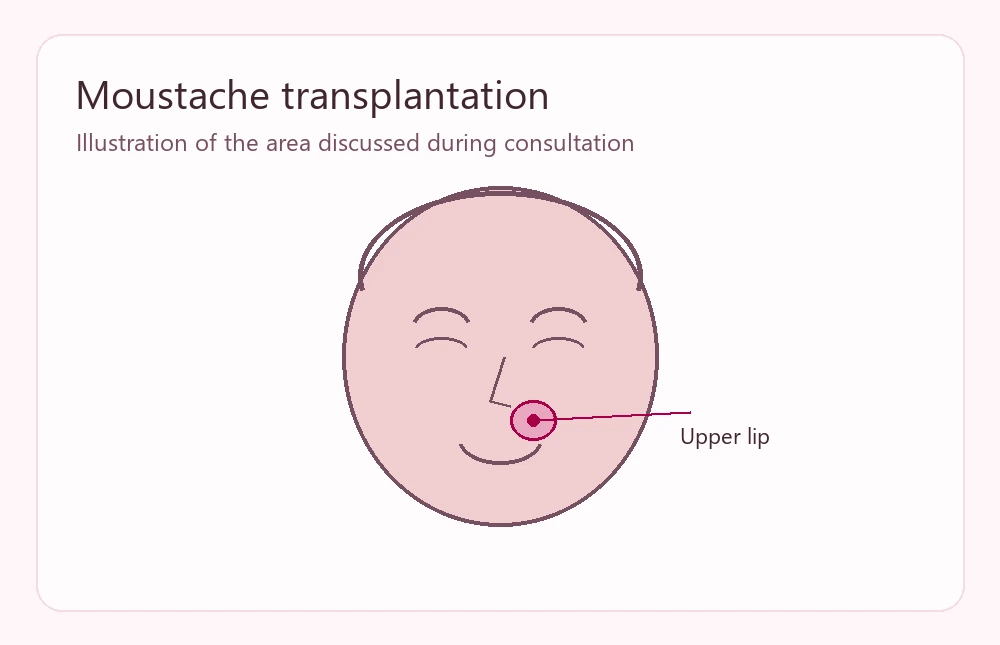 Moustache transplantation
Illustration of the area discussed during consultation
Upper lip